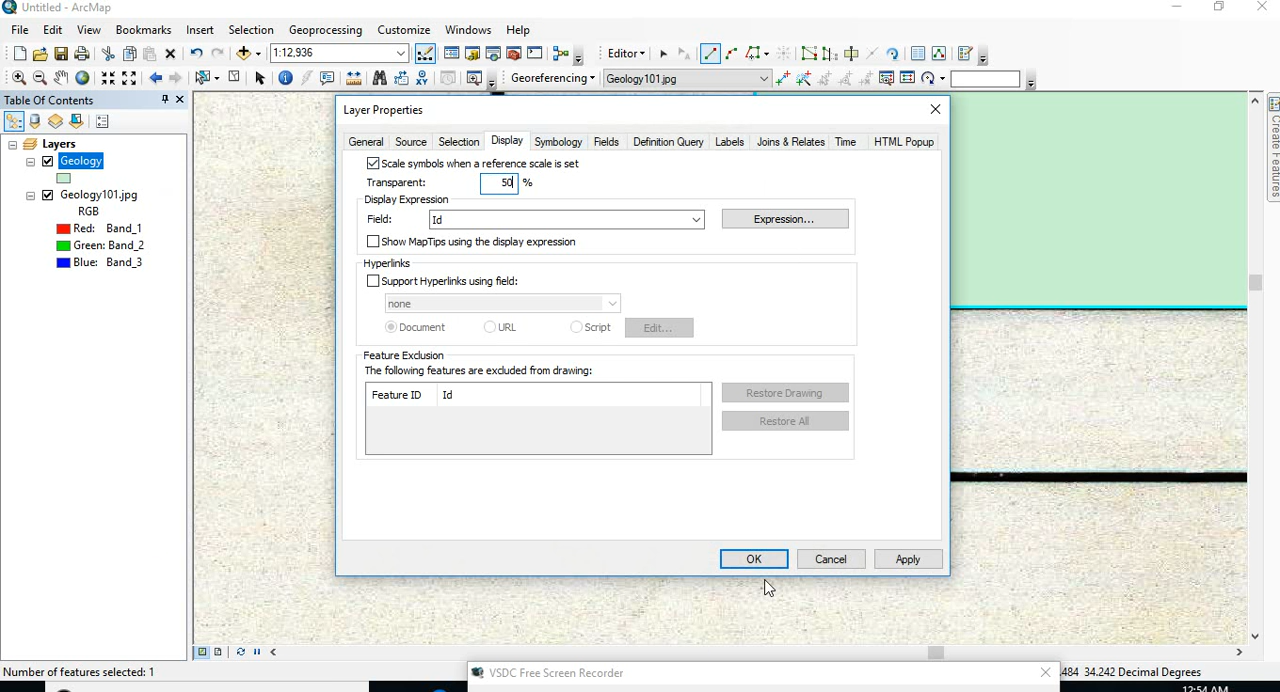 Untitled - ArcMap
File Edit View Bookmarks Insert Selection Geoprocessing Customize Windows Help
1:12,936 Editor
Georeferencing Geology101.jpg
Table Of Contents
Layers
Geology
Geology101.jpg
RGB
Red: Band_1
Green: Band_2
Blue: Band_3
Layer Properties
General Source Selection Display Symbology Fields Definition Query Labels Joins & Relates Time HTML Popup
Scale symbols when a reference scale is set
Transparent: 50 %
Display Expression
Field: Id Expression...
Show MapTips using the display expression
Hyperlinks
Support Hyperlinks using field:
none
Document URL Script Edit...
Feature Exclusion
The following features are excluded from drawing:
Feature ID Id
Restore Drawing
Restore All
OK Cancel Apply
Create Features
Number of features selected: 1
VSDC Free Screen Recorder
.484 34.242 Decimal Degrees
12:54 AM